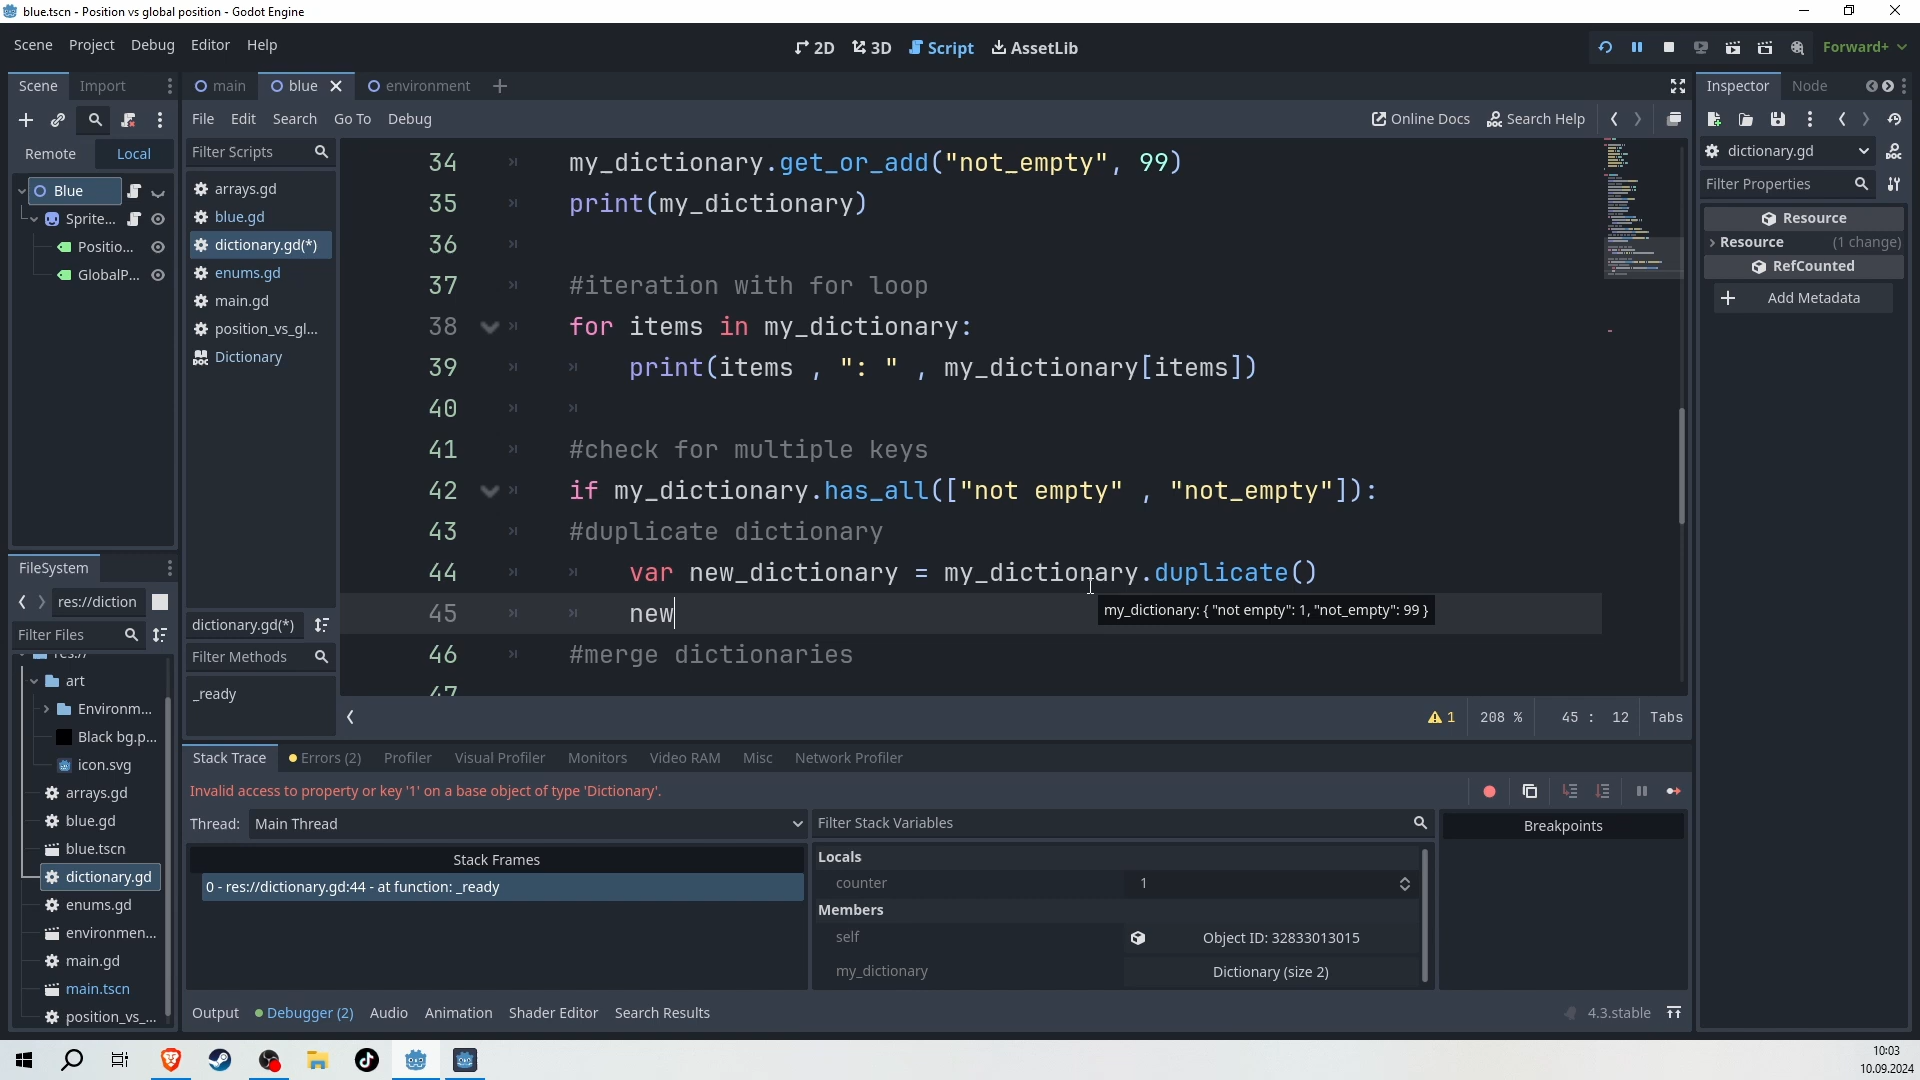 blue.tscn - Position vs global position - Godot Engine
Scene Project Debug Editor Help
2D 3D Script AssetLib
Forward+
Scene Import
main blue environment
Inspector Node
File Edit Search Go To Debug
Online Docs Search Help
Remote Local
Filter Scripts
dictionary.gd
Filter Properties
Blue
Sprite...
Positio...
GlobalP...
arrays.gd
blue.gd
dictionary.gd(*)
enums.gd
main.gd
position_vs_gl...
Dictionary
Resource
Resource (1 change)
RefCounted
Add Metadata
34 my_dictionary.get_or_add("not_empty", 99)
35 print(my_dictionary)
36
37 #iteration with for loop
38 for items in my_dictionary:
39 print(items , ": " , my_dictionary[items])
40
41 #check for multiple keys
42 if my_dictionary.has_all(["not empty" , "not_empty"]):
43 #duplicate dictionary
44 var new_dictionary = my_dictionary.duplicate()
45 new
my_dictionary: { "not empty": 1, "not_empty": 99 }
46 #merge dictionaries
47
FileSystem
res://diction
Filter Files
res://
art
Environm...
Black bg.p...
icon.svg
arrays.gd
blue.gd
blue.tscn
dictionary.gd
enums.gd
environmen...
main.gd
main.tscn
position_vs_...
dictionary.gd(*)
Filter Methods
_ready
1 208 % 45 : 12 Tabs
Stack Trace Errors (2) Profiler Visual Profiler Monitors Video RAM Misc Network Profiler
Invalid access to property or key '1' on a base object of type 'Dictionary'.
Thread: Main Thread
Filter Stack Variables
Breakpoints
Stack Frames
0 - res://dictionary.gd:44 - at function: _ready
Locals
counter 1
Members
self Object ID: 32833013015
my_dictionary Dictionary (size 2)
Output Debugger (2) Audio Animation Shader Editor Search Results
4.3.stable
10:03
10.09.2024